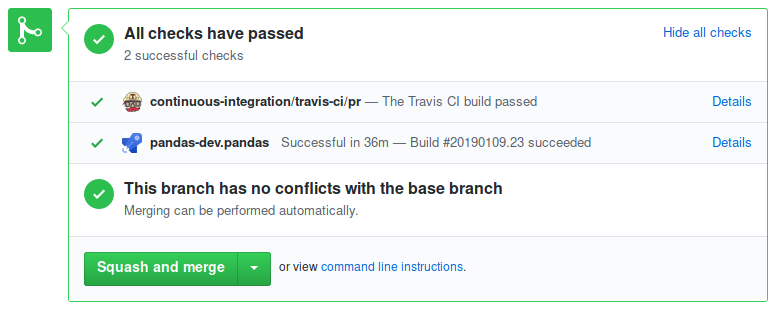 All checks have passed
Hide all checks
2 successful checks
continuous-integration/travis-ci/pr — The Travis CI build passed
Details
pandas-dev.pandas Successful in 36m — Build #20190109.23 succeeded
Details
This branch has no conflicts with the base branch
Merging can be performed automatically.
Squash and merge
or view command line instructions.